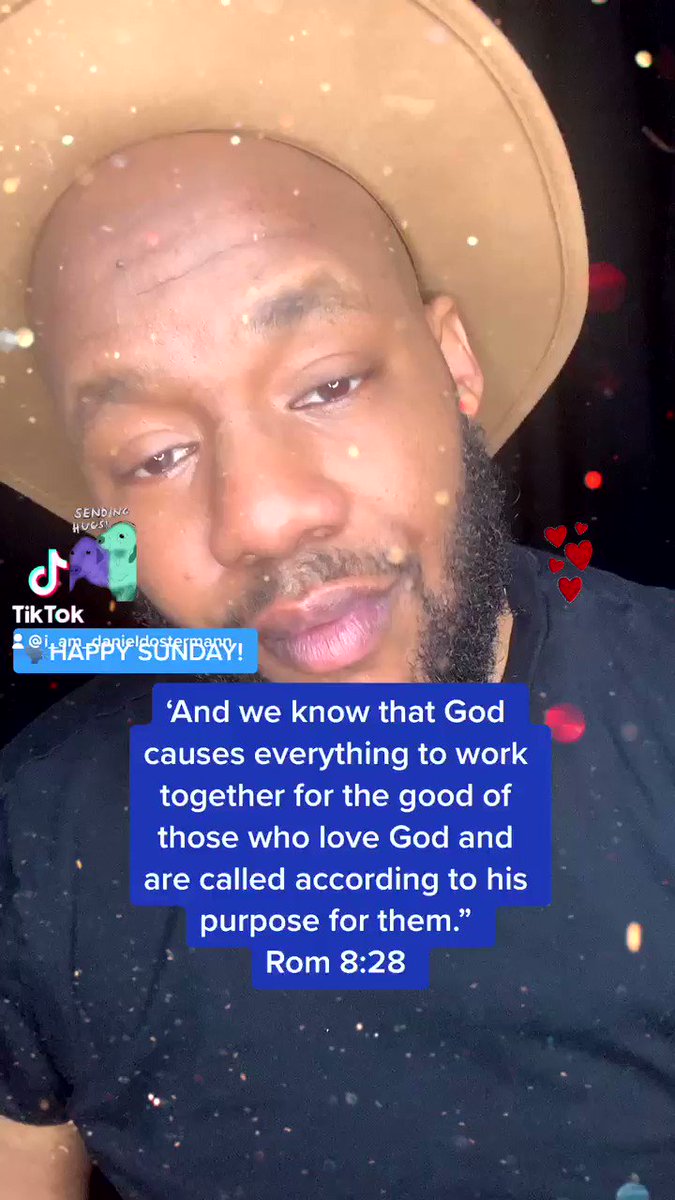 SENDING
HUGS!
TikTok
@i_am_danieldostermann
HAPPY SUNDAY!
‘And we know that God
causes everything to work
together for the good of
those who love God and
are called according to his
purpose for them.”
Rom 8:28